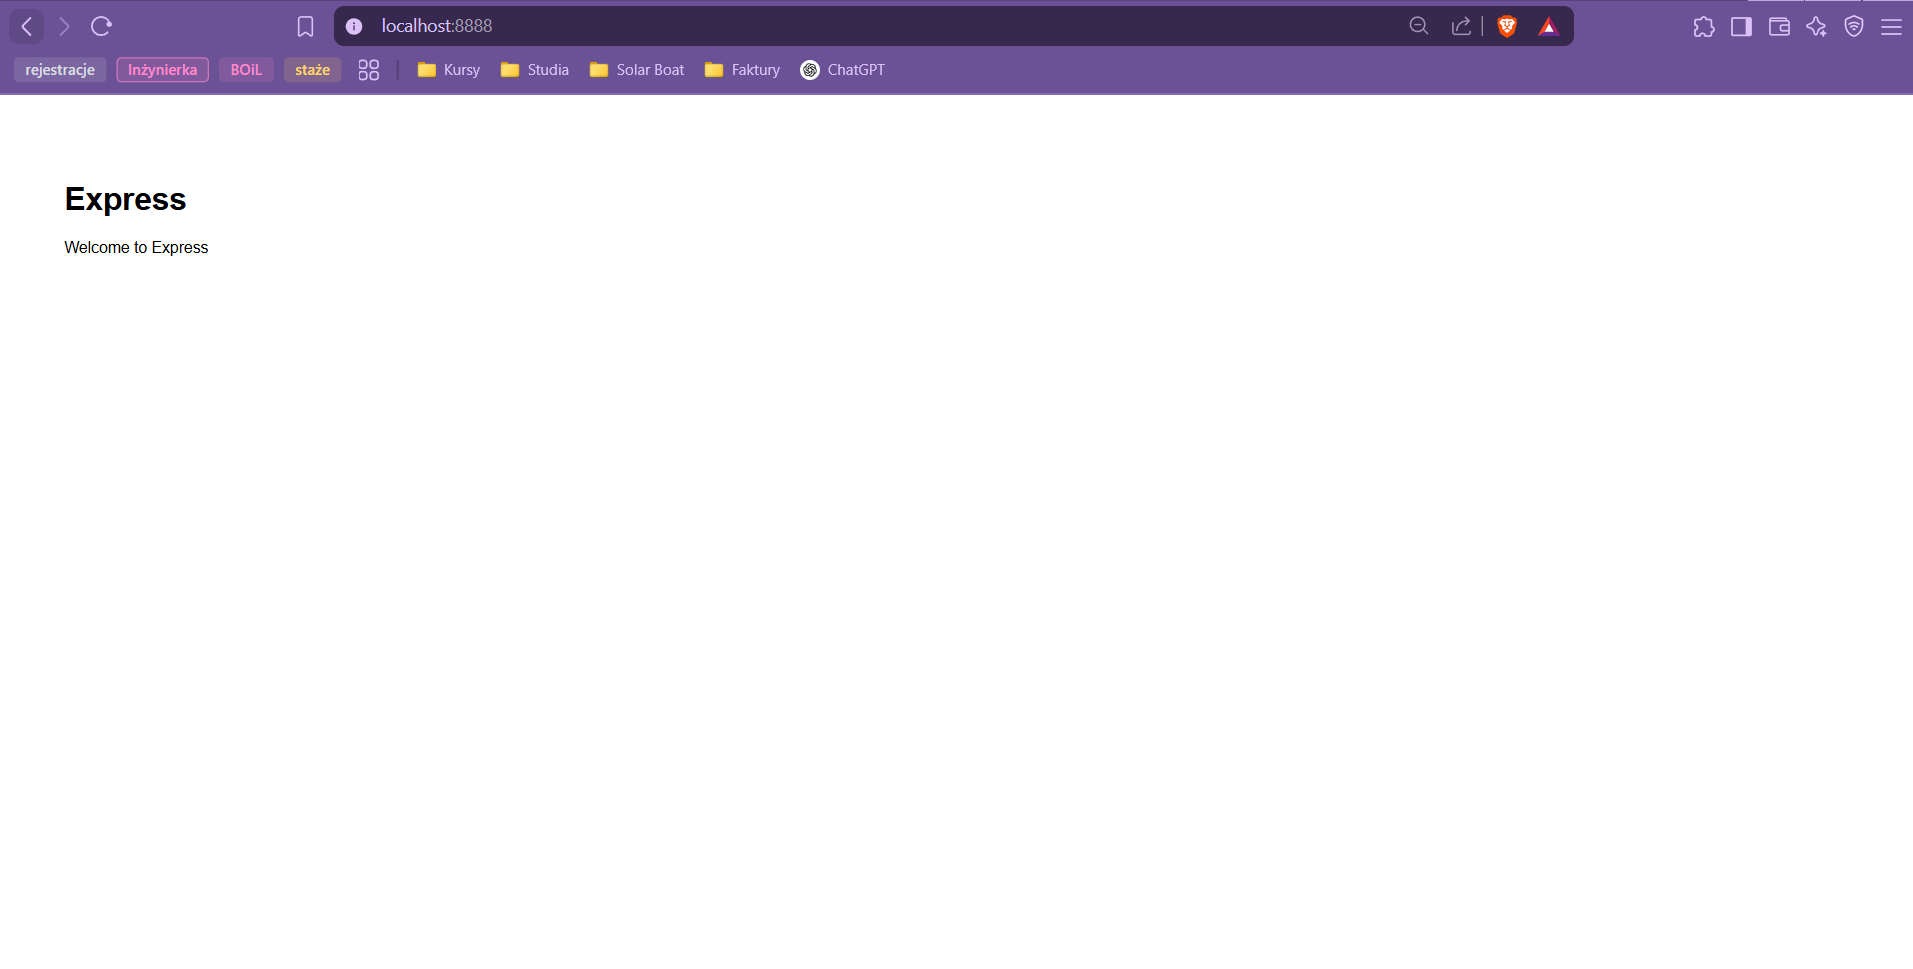 localhost:8888
rejestracje Inżynierka BOiL staże Kursy Studia Solar Boat Faktury ChatGPT
Express
Welcome to Express